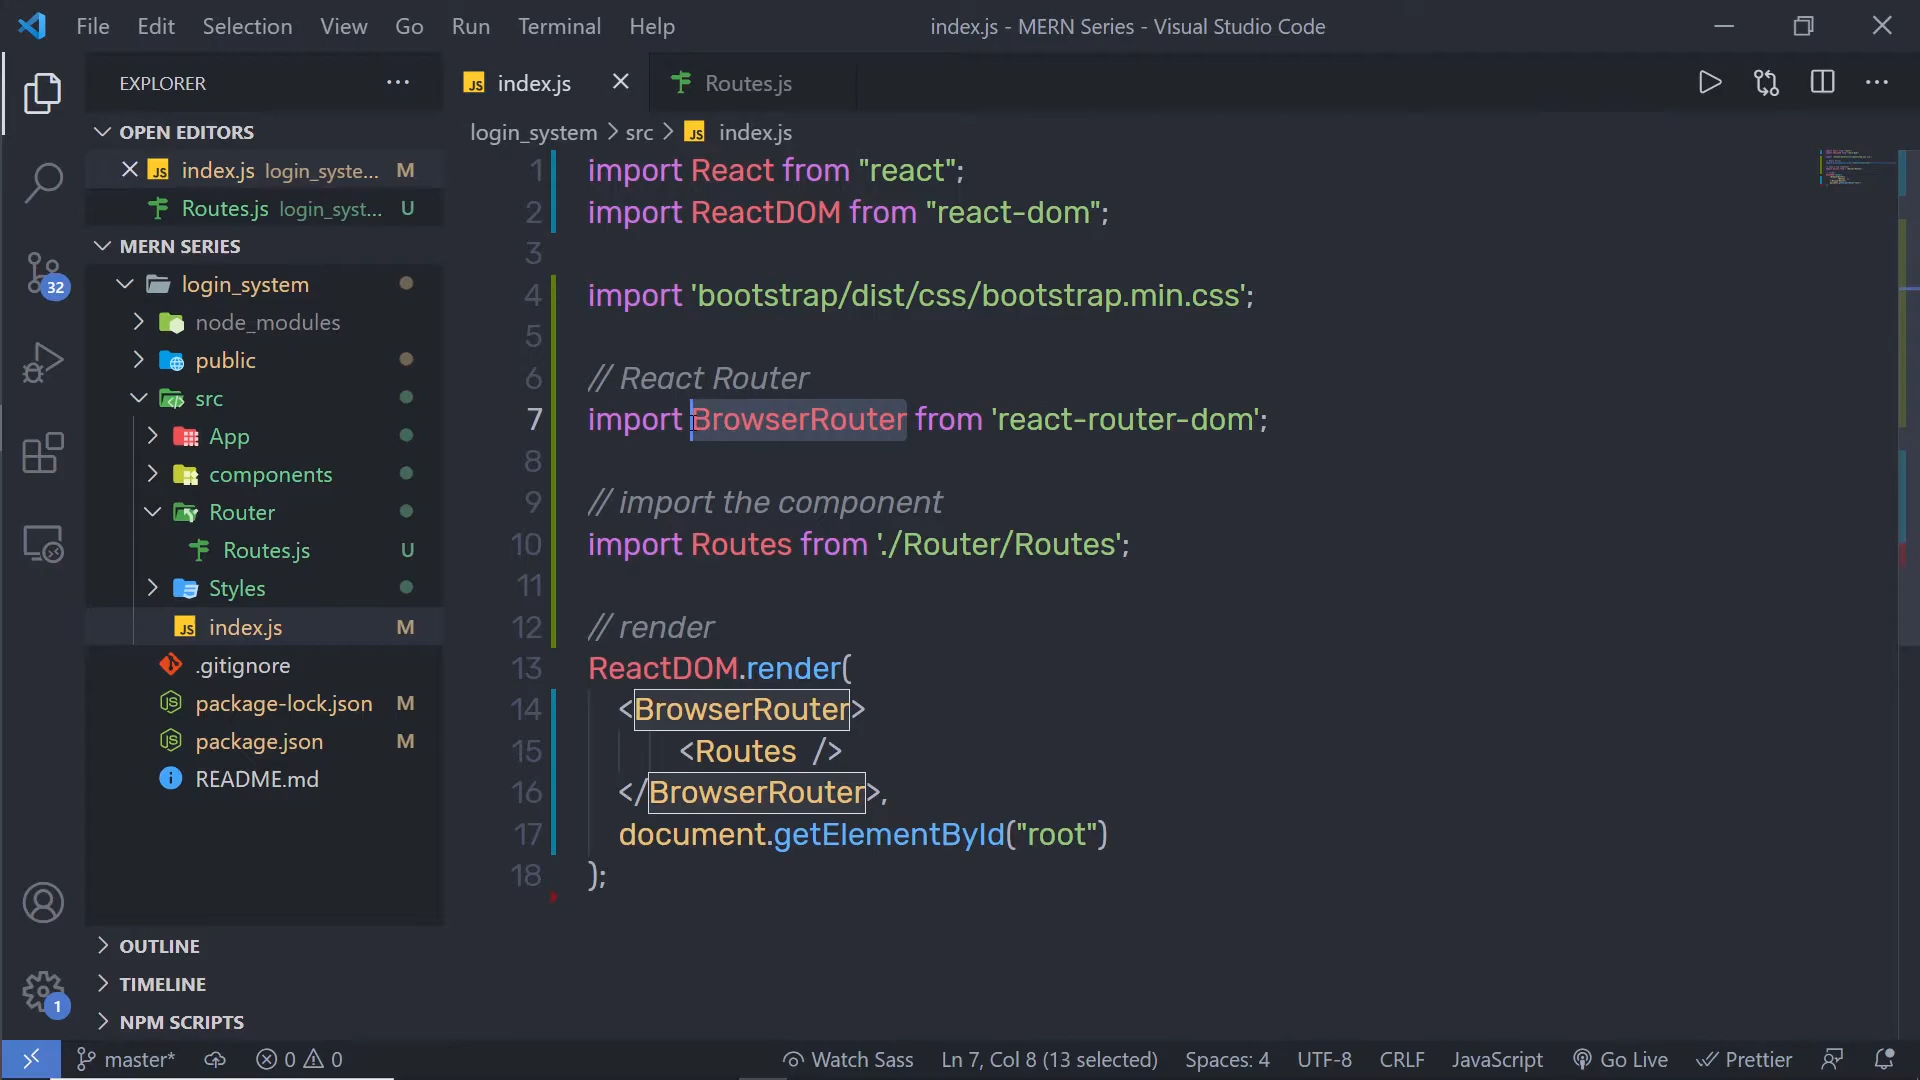 File Edit Selection View Go Run Terminal Help
index.js - MERN Series - Visual Studio Code
EXPLORER
OPEN EDITORS
index.js login_syste... M
Routes.js login_syst... U
MERN SERIES
login_system
node_modules
public
src
App
components
Router
Routes.js U
Styles
JS index.js M
.gitignore
package-lock.json M
package.json M
README.md
OUTLINE
TIMELINE
NPM SCRIPTS
32
1
JS index.js
Routes.js
login_system > src > JS index.js
1 import React from "react";
2 import ReactDOM from "react-dom";
3
4 import 'bootstrap/dist/css/bootstrap.min.css';
5
6 // React Router
7 import BrowserRouter from 'react-router-dom';
8
9 // import the component
10 import Routes from './Router/Routes';
11
12 // render
13 ReactDOM.render(
14 <BrowserRouter>
15 <Routes />
16 </BrowserRouter>,
17 document.getElementById("root")
18 );
master* 0 0 Watch Sass Ln 7, Col 8 (13 selected) Spaces: 4 UTF-8 CRLF JavaScript Go Live Prettier